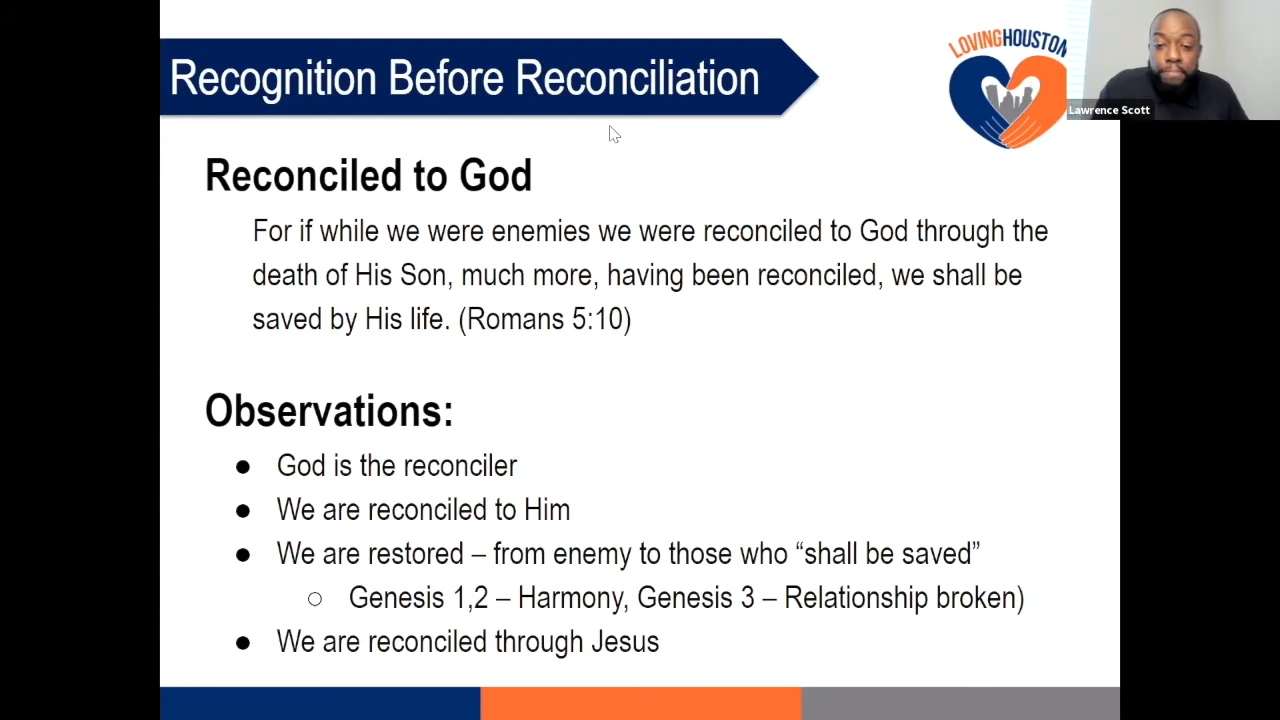 Recognition Before Reconciliation
LOVINGHOUSTON
Lawrence Scott
Reconciled to God
For if while we were enemies we were reconciled to God through the
death of His Son, much more, having been reconciled, we shall be
saved by His life. (Romans 5:10)
Observations:
● God is the reconciler
● We are reconciled to Him
● We are restored – from enemy to those who “shall be saved”
○ Genesis 1,2 – Harmony, Genesis 3 – Relationship broken)
● We are reconciled through Jesus